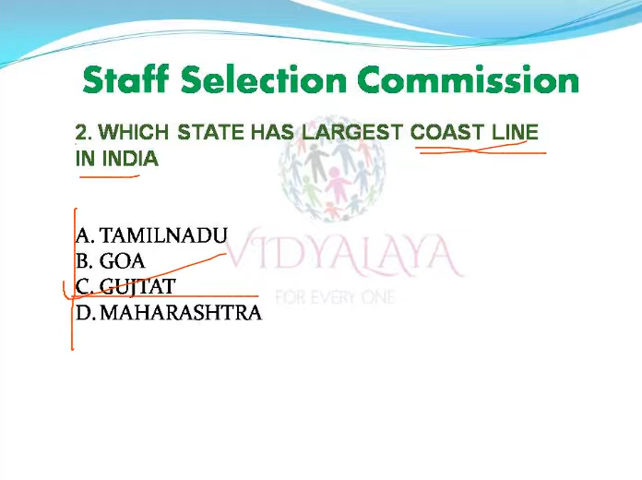 Staff Selection Commission
2. WHICH STATE HAS LARGEST COAST LINE
IN INDIA
A. TAMILNADU
B. GOA
C. GUJTAT
D. MAHARASHTRA
VIDYALAYA
FOR EVERY ONE